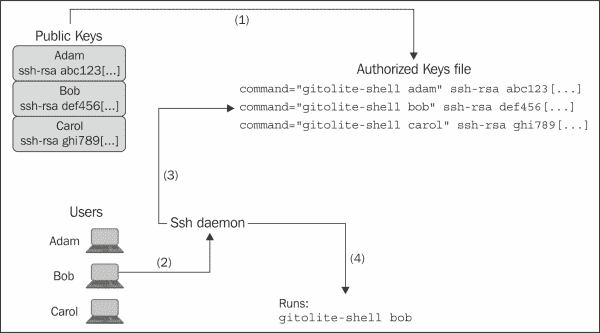 (1)
Public Keys
Adam
ssh-rsa abc123[...]
Bob
ssh-rsa def456[...]
Carol
ssh-rsa ghi789[...]
Authorized Keys file
command="gitolite-shell adam" ssh-rsa abc123[...]
command="gitolite-shell bob" ssh-rsa def456[...]
command="gitolite-shell carol" ssh-rsa ghi789[...]
(3)
Users
Ssh daemon
Adam
Bob
(2)
(4)
Carol
Runs:
gitolite-shell bob